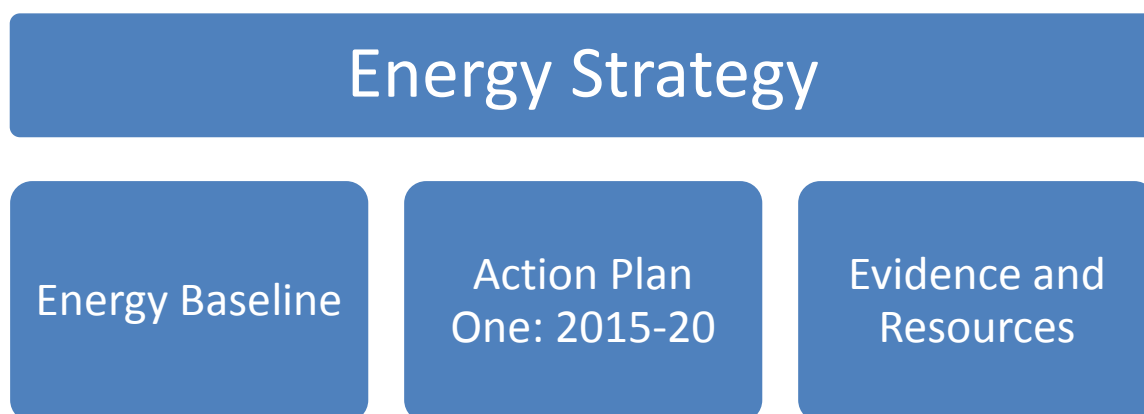 Energy Strategy
Energy Baseline
Action Plan
One: 2015-20
Evidence and
Resources